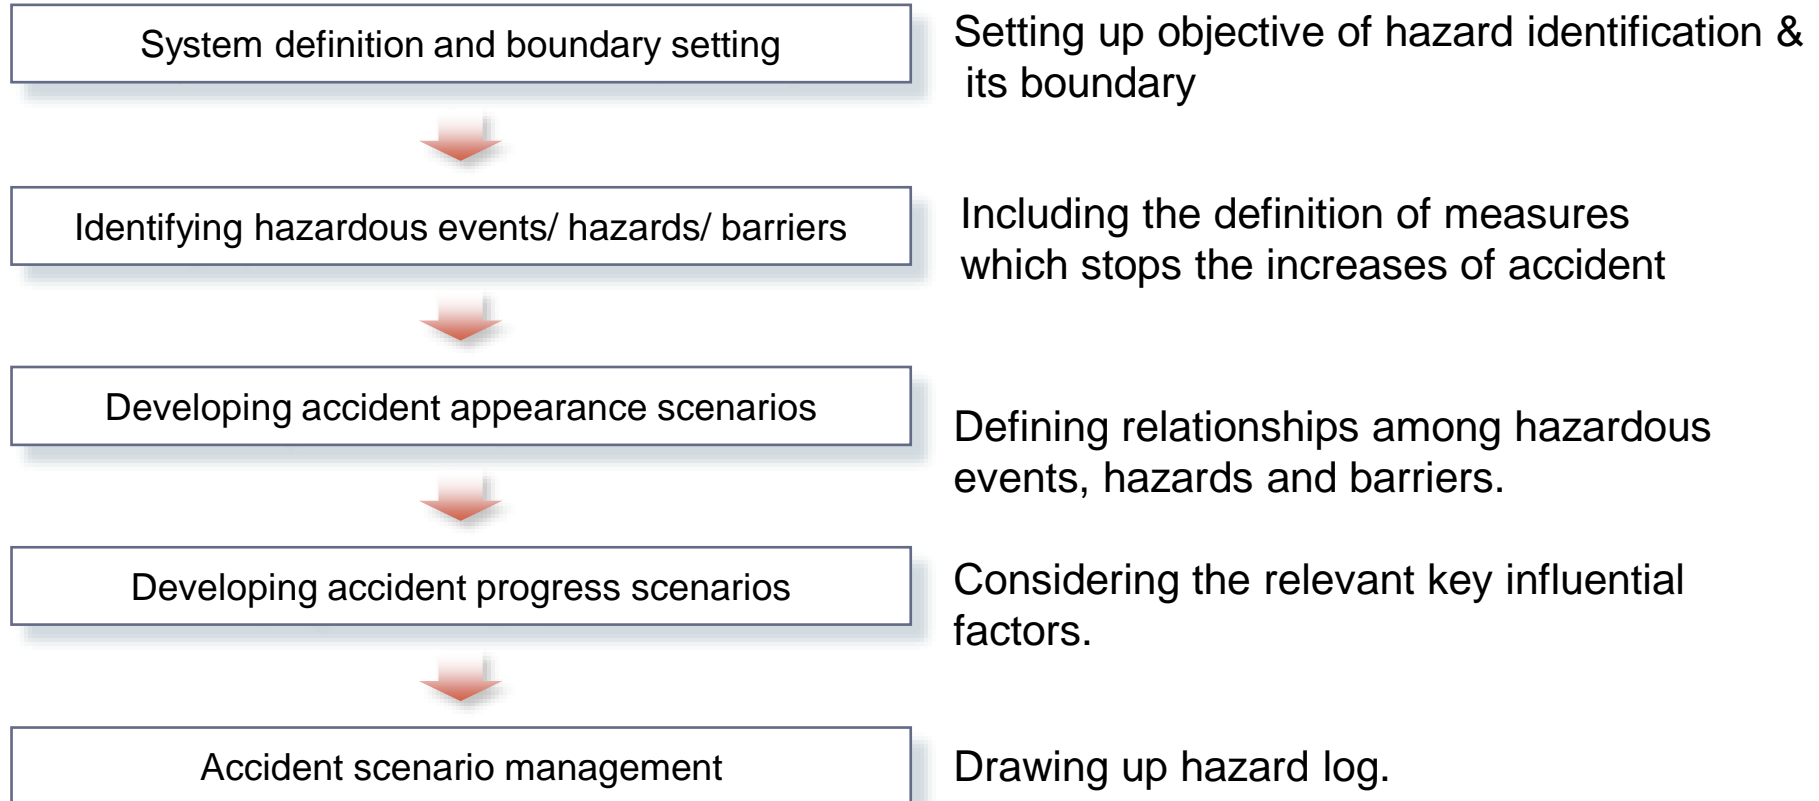 System definition and boundary setting
Setting up objective of hazard identification &
its boundary
Identifying hazardous events/ hazards/ barriers
Including the definition of measures
which stops the increases of accident
Developing accident appearance scenarios
Defining relationships among hazardous
events, hazards and barriers.
Developing accident progress scenarios
Considering the relevant key influential
factors.
Accident scenario management
Drawing up hazard log.